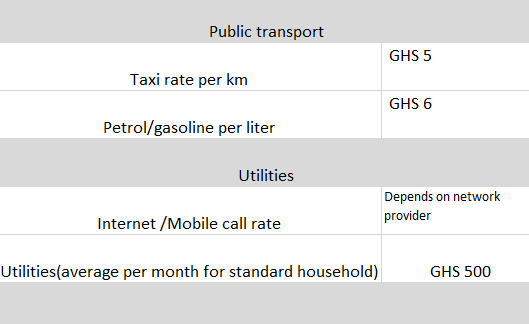 Public transport
GHS 5
Taxi rate per km
GHS 6
Petrol/gasoline per liter
Utilities
Depends on network
provider
Internet /Mobile call rate
Utilities(average per month for standard household)
GHS 500